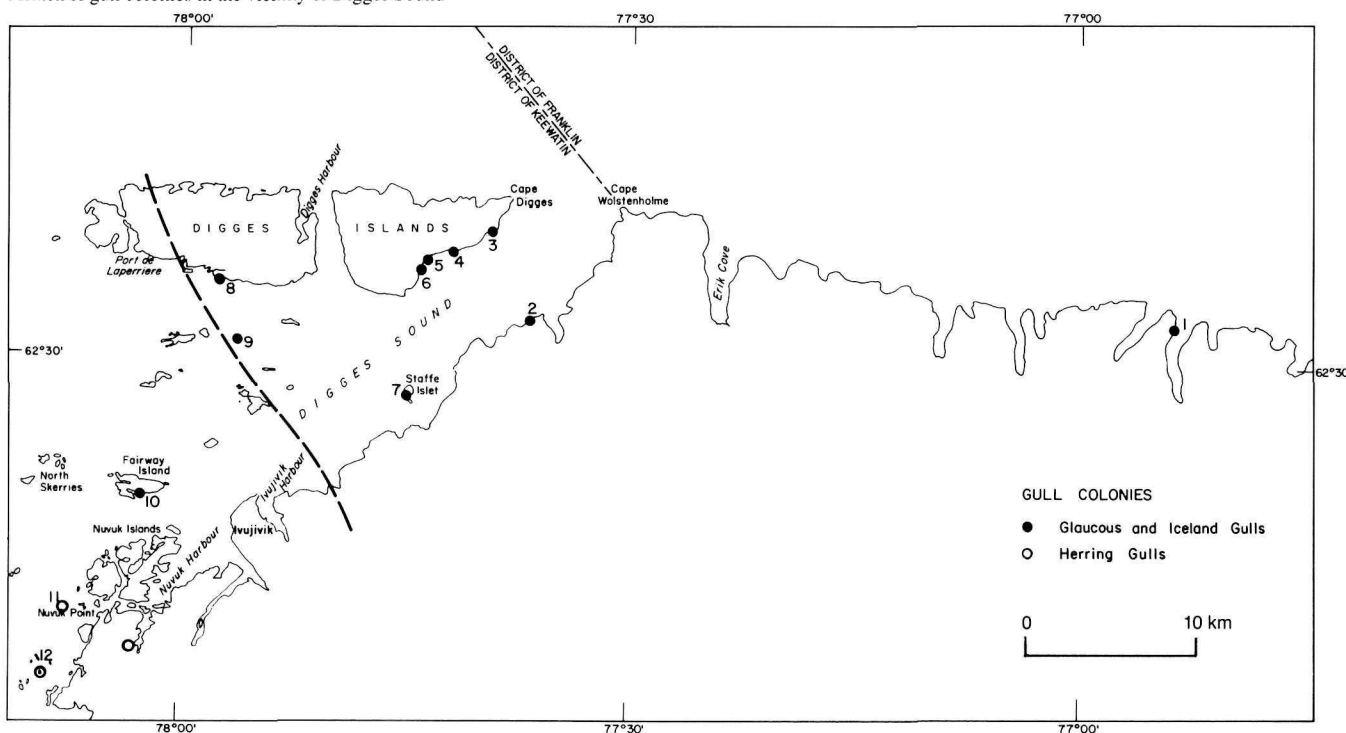 78°00'
77°30'
77°00'
DISTRICT OF FRANKLIN
DISTRICT OF KEEWATIN
Digges Harbour
Cape
Digges
Cape
Wolstenholme
DIGGES
ISLANDS
3
4
5
6
Port de
Laperriere
8
Erik Cove
2
1
9
DIGGES SOUND
62°30'
62°30'
Staffe
Islet
7
Fairway
Island
North
Skerries
10
Ivujivik
Harbour
Ivujivik
Nuvuk Islands
Nuvuk Harbour
11
Nuvuk Point
12
GULL COLONIES
Glaucous and Iceland Gulls
Herring Gulls
0 10 km
78°00'
77°30'
77°00'